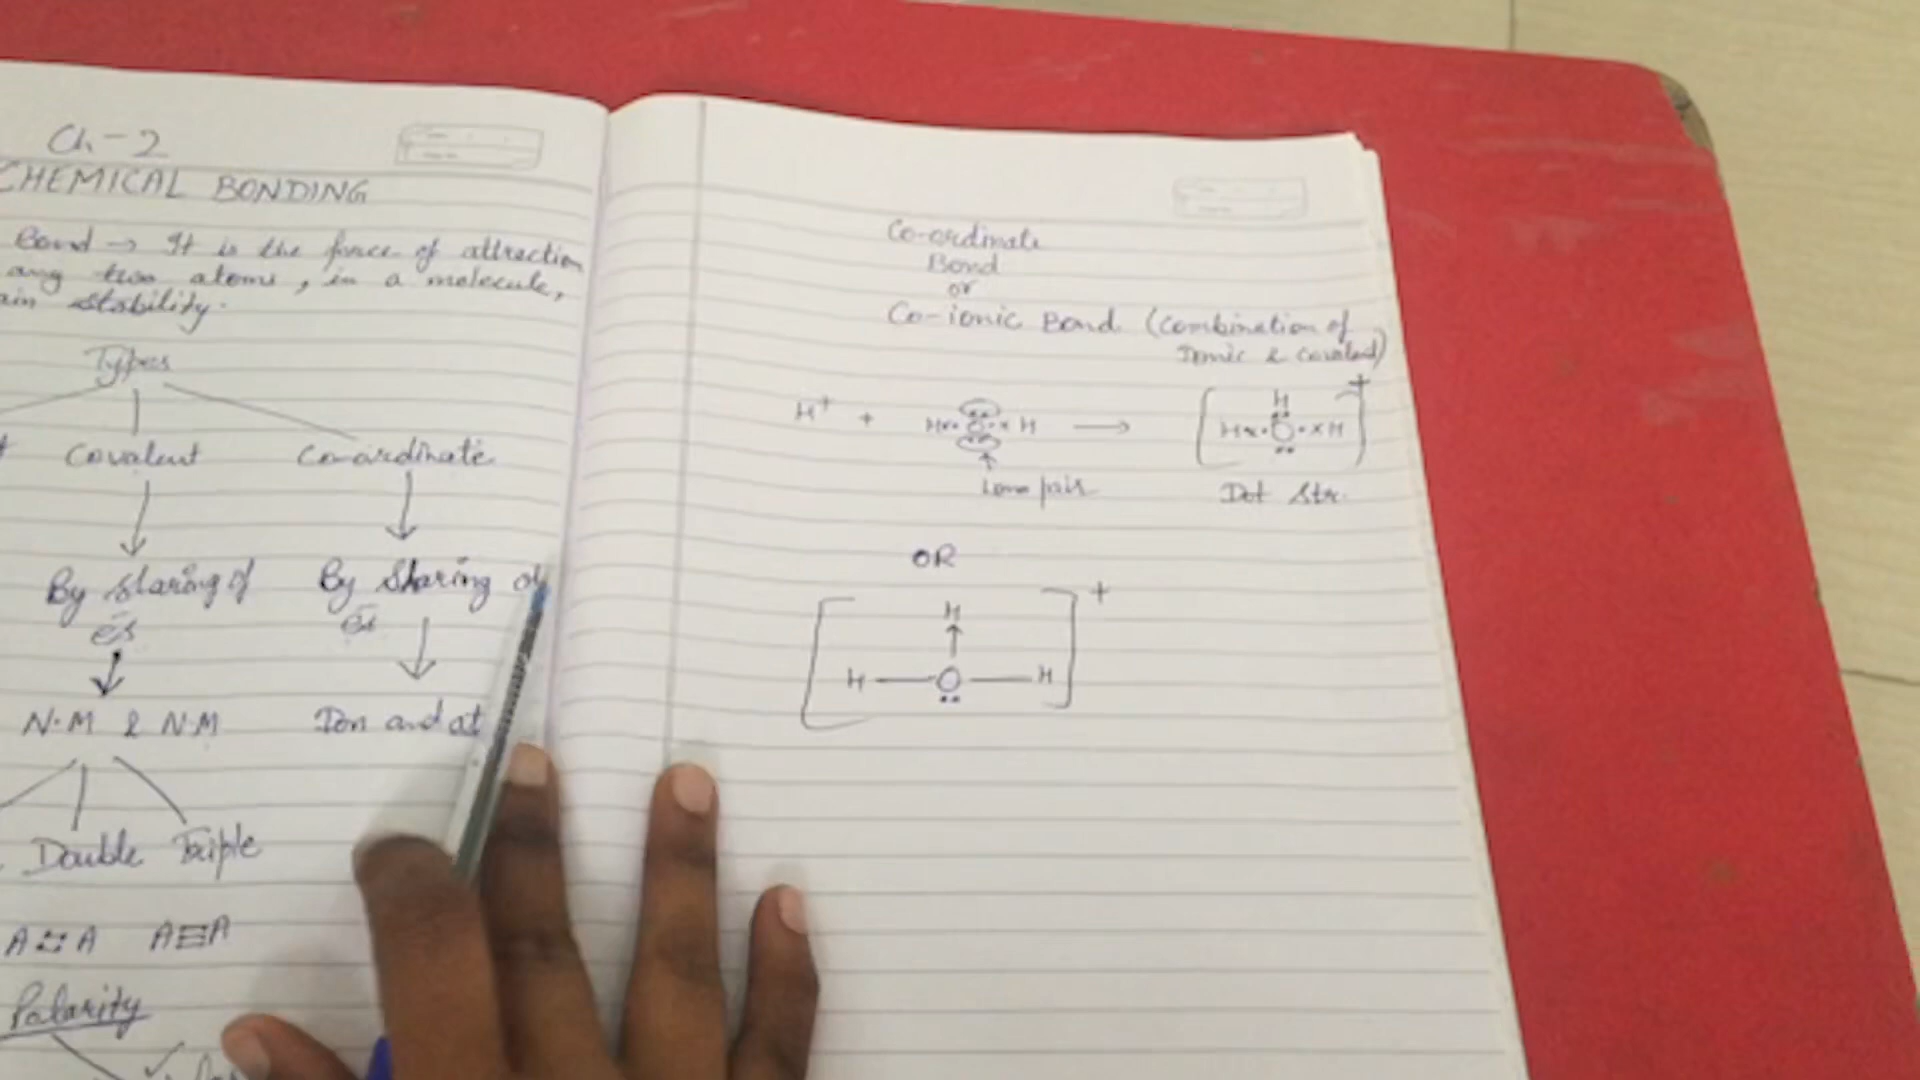 Ch-2
CHEMICAL BONDING
Bond → It is the force of attraction
any two atoms, in a molecule,
stability.
Types
Covalent Co-ordinate
By sharing of By Sharing of
es es
N.M & N.M Ion and at
Double Triple
A::A A≡A
Polarity
Co-ordinate
Bond
or
Co-ionic Bond (Combination of
Ionic & Covalent)
H⁺ + H×•O•×H → [H×•O•×H]⁺
H
Lone pair Dot Str.
OR
[ H ]⁺
↑
H — O — H